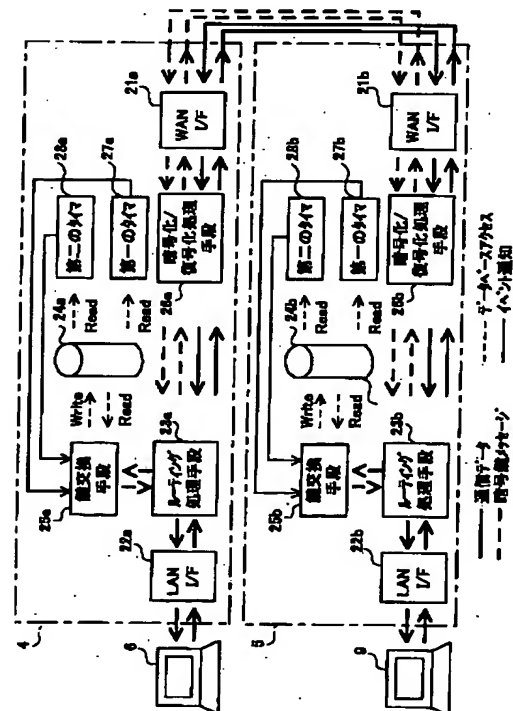 4
6
22a
LAN
I/F
25a
鍵交換
手段
23a
ルーティング
処理手段
Write
Read
24a
Read
Read
28a
第二のタイマ
27a
第一のタイマ
26a
暗号化/
復号化処理
手段
21a
WAN
I/F
5
9
22b
LAN
I/F
25b
鍵交換
手段
23b
ルーティング
処理手段
Write
Read
24b
Read
Read
28b
第二のタイマ
27b
第一のタイマ
26b
暗号化/
復号化処理
手段
21b
WAN
I/F
通信データ
暗号鍵メッセージ
データベースアクセス
イベント通知